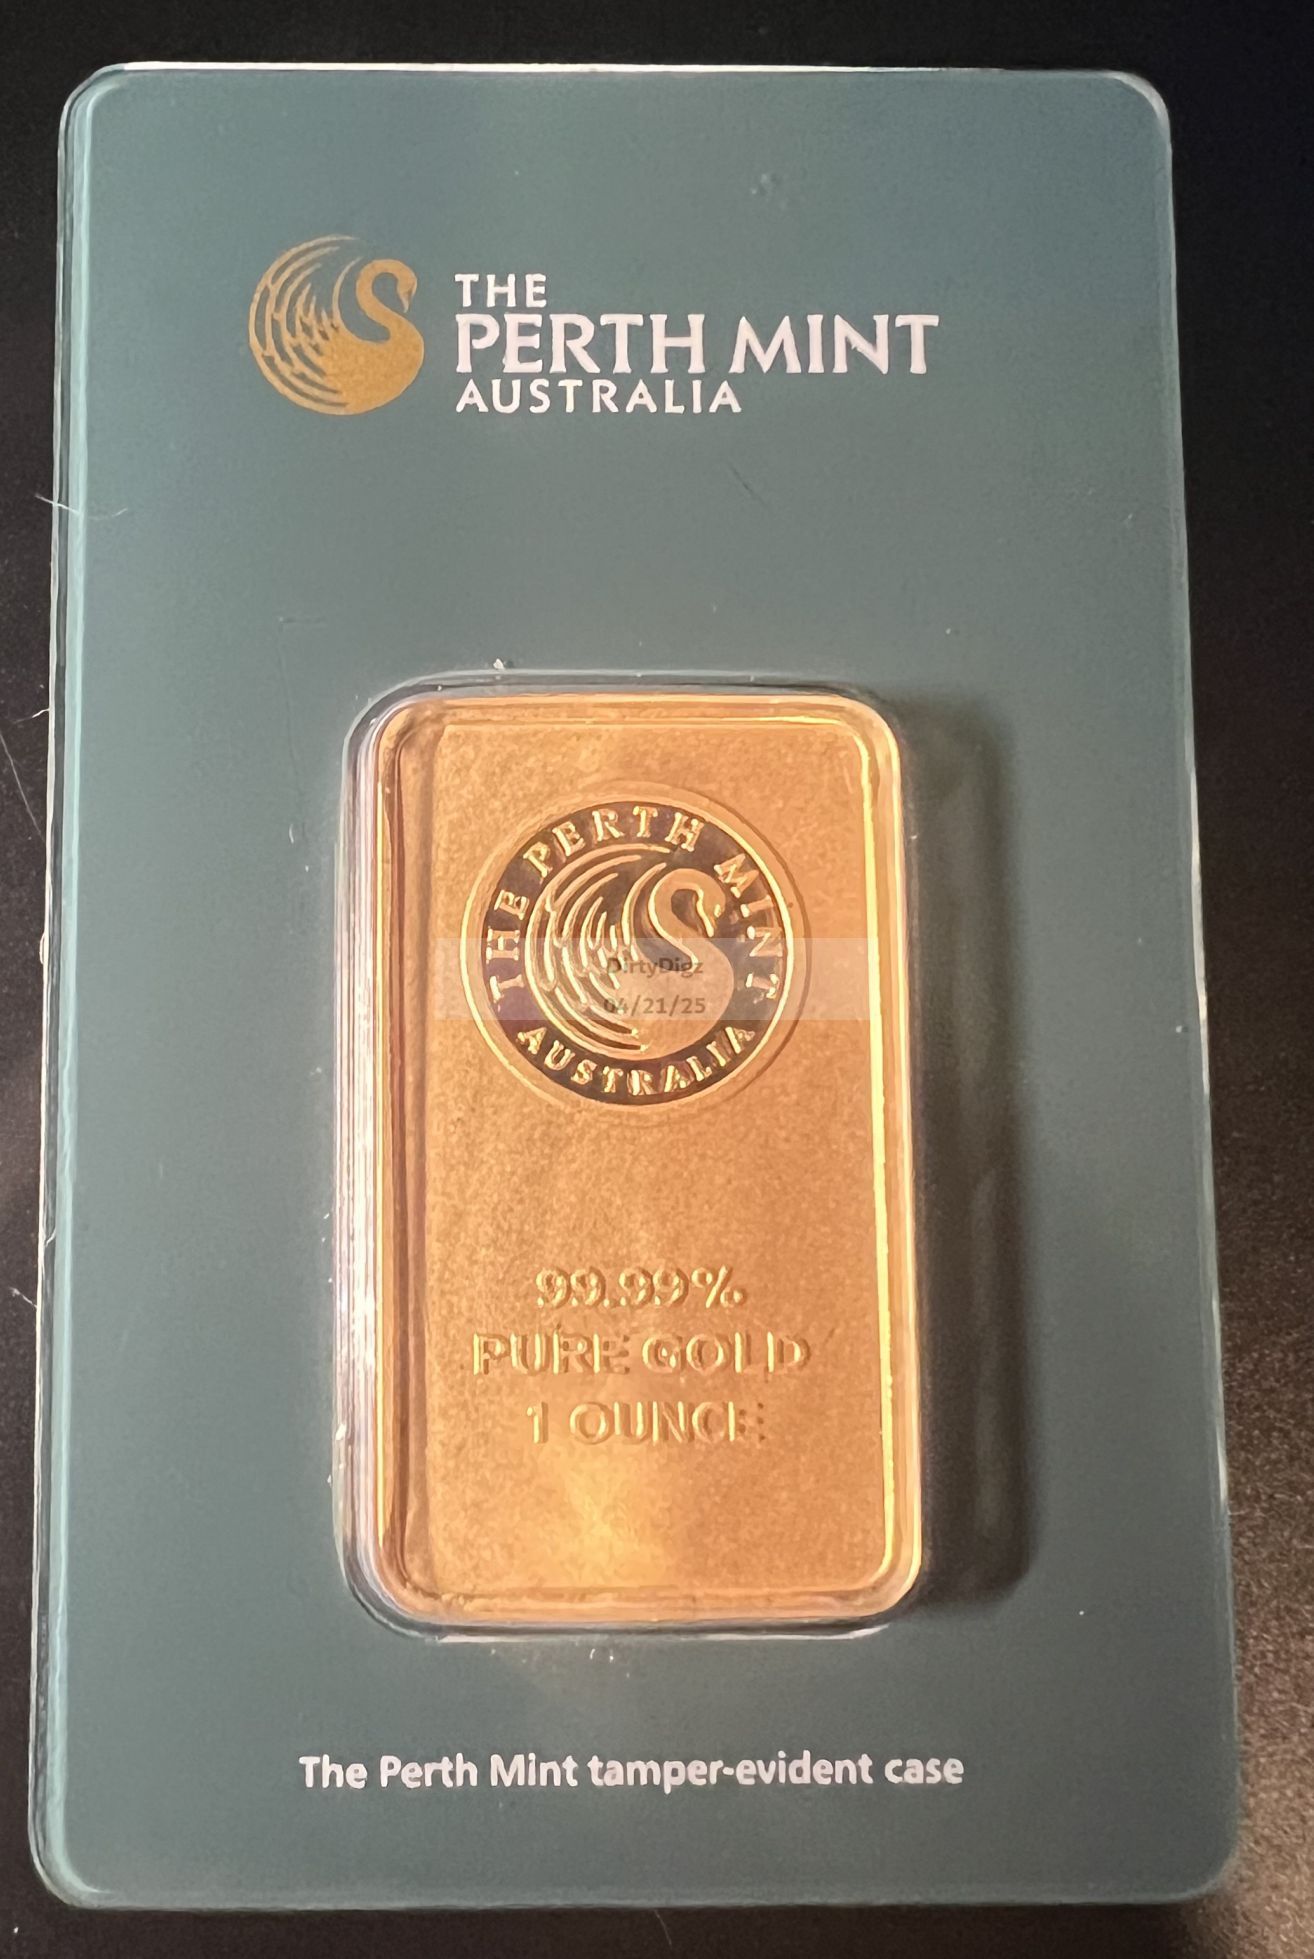 THE
PERTH MINT
AUSTRALIA
THE PERTH MINT
AUSTRALIA
DirtyDigz
04/21/25
99.99%
PURE GOLD
1 OUNCE
The Perth Mint tamper-evident case